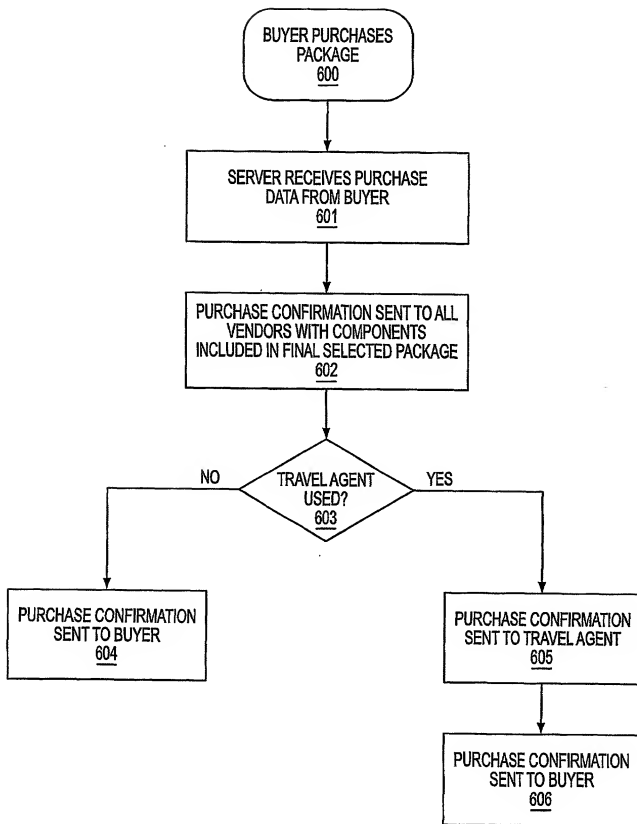 BUYER PURCHASES
PACKAGE
600
SERVER RECEIVES PURCHASE
DATA FROM BUYER
601
PURCHASE CONFIRMATION SENT TO ALL
VENDORS WITH COMPONENTS
INCLUDED IN FINAL SELECTED PACKAGE
602
NO
TRAVEL AGENT
USED?
603
YES
PURCHASE CONFIRMATION
SENT TO BUYER
604
PURCHASE CONFIRMATION
SENT TO TRAVEL AGENT
605
PURCHASE CONFIRMATION
SENT TO BUYER
606